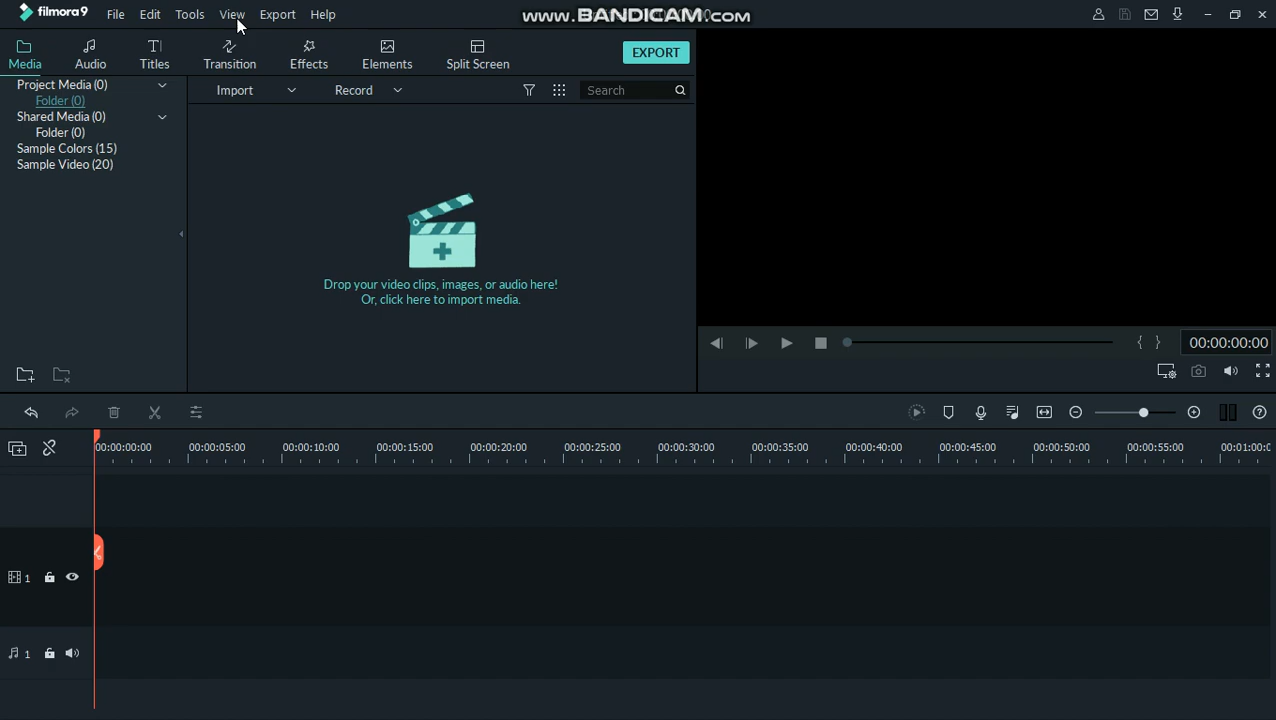 filmora9 File Edit Tools View Export Help www.BANDICAM.com
Media Audio Titles Transition Effects Elements Split Screen EXPORT
Project Media (0)
Folder (0)
Shared Media (0)
Folder (0)
Sample Colors (15)
Sample Video (20)
Import Record Search
Drop your video clips, images, or audio here!
Or, click here to import media.
{ } 00:00:00:00
00:00:00:00 00:00:05:00 00:00:10:00 00:00:15:00 00:00:20:00 00:00:25:00 00:00:30:00 00:00:35:00 00:00:40:00 00:00:45:00 00:00:50:00 00:00:55:00 00:01:00:0
1
1